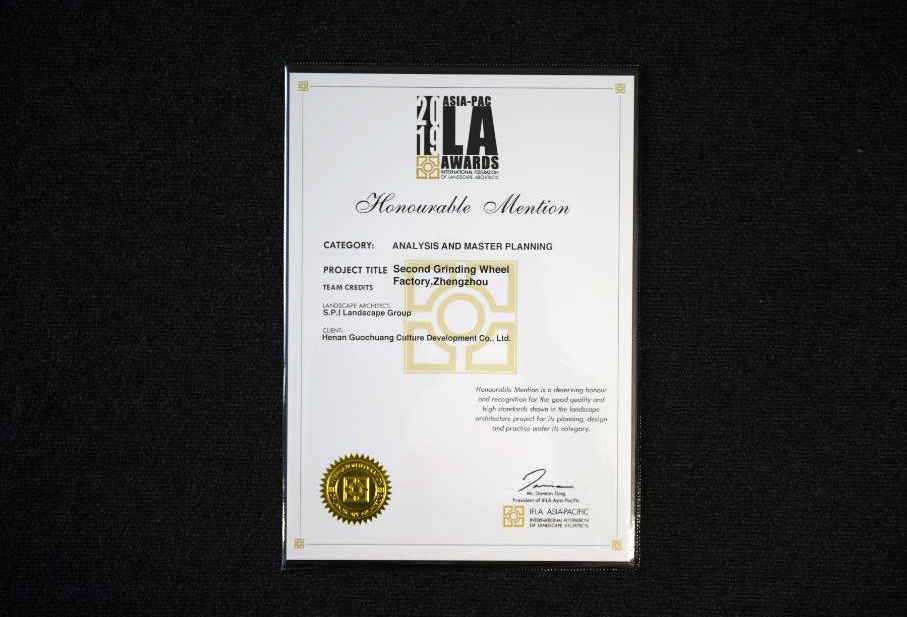 2019
ASIA-PAC
LA
AWARDS
INTERNATIONAL FEDERATION
OF LANDSCAPE ARCHITECTS
Honourable Mention
CATEGORY: ANALYSIS AND MASTER PLANNING
PROJECT TITLE Second Grinding Wheel
Factory,Zhengzhou
TEAM CREDITS
LANDSCAPE ARCHITECT:
S.P.I Landscape Group
CLIENT:
Henan Guochuang Culture Development Co., Ltd.
Honourable Mention is a deserving honour
and recognition for the good quality and
high standards shown in the landscape
architecture project for its planning, design
and practice under its category.
Mr. Damian Tang
President of IFLA Asia-Pacific
IFLA ASIA-PACIFIC
INTERNATIONAL FEDERATION
OF LANDSCAPE ARCHITECTS